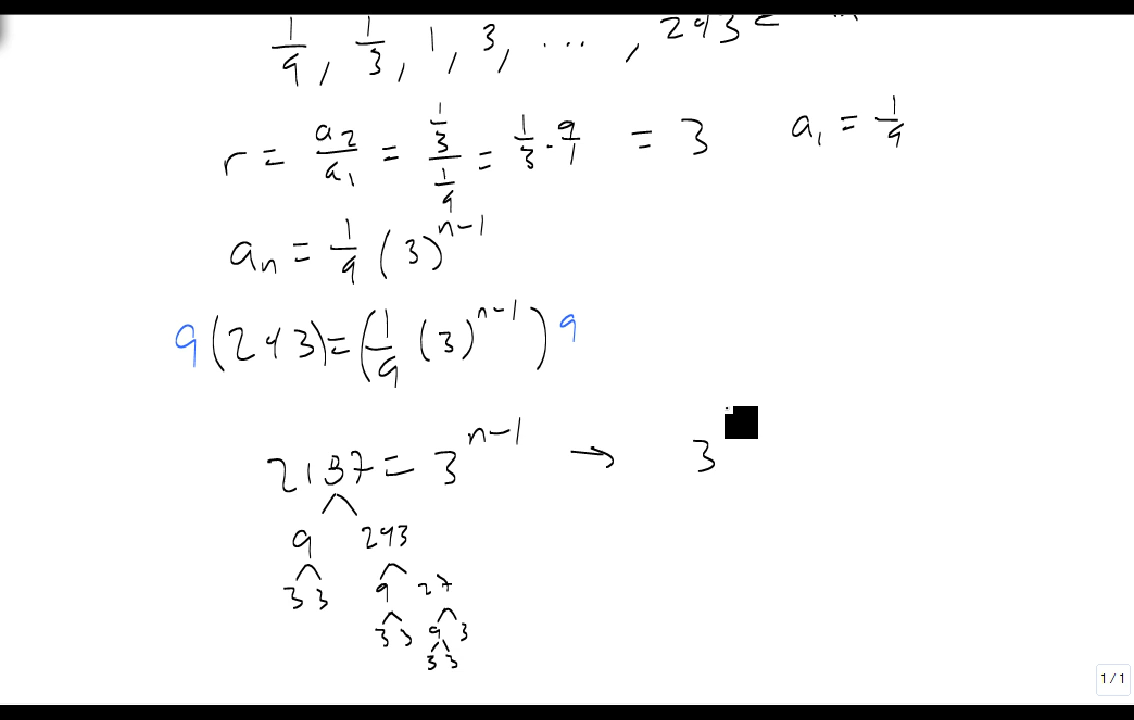 1/9, 1/3, 1, 3, ..., 243
r = a₂/a₁ = (1/3)/(1/9) = 1/3 · 9/1 = 3    a₁ = 1/9
aₙ = 1/9 (3)^(n-1)
9(243) = (1/9 (3)^(n-1)) 9
2187 = 3^(n-1) → 3
9 243
3 3 9 27
3 3 9 3
3 3
1/1